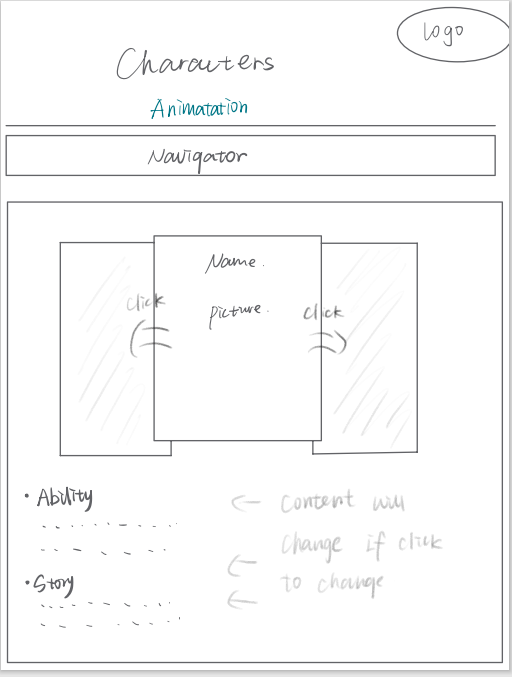 Logo
Characters
Animatation
Navigator
Name.
Click
picture.
Click
• Ability
• Story
← Content will
Change if click
← to change
←